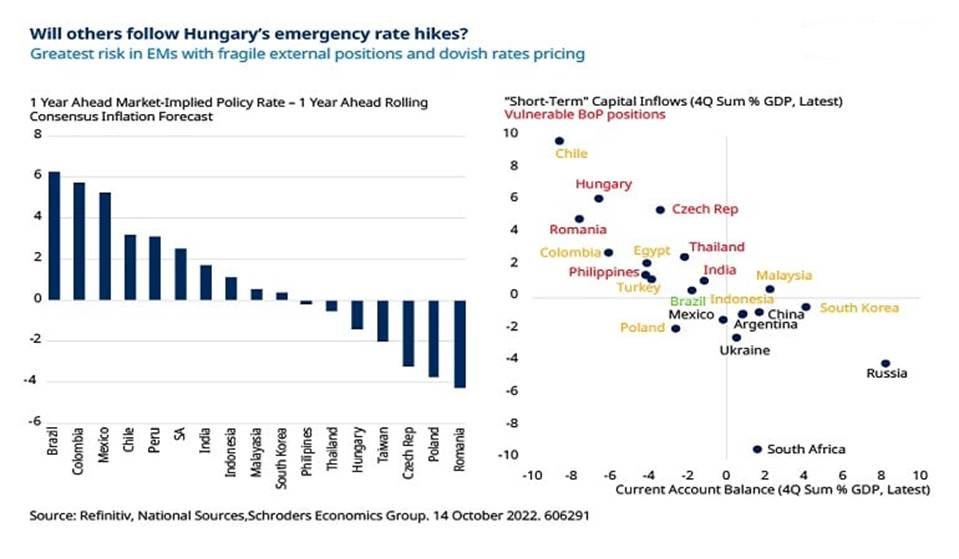 Will others follow Hungary's emergency rate hikes?
Greatest risk in EMs with fragile external positions and dovish rates pricing
1 Year Ahead Market-Implied Policy Rate – 1 Year Ahead Rolling
Consensus Inflation Forecast
8
6
4
2
0
-2
-4
-6
Brazil
Colombia
Mexico
Chile
Peru
SA
India
Indonesia
Malayasia
South Korea
Philipines
Thailand
Hungary
Taiwan
Czech Rep
Poland
Romania
"Short-Term" Capital Inflows (4Q Sum % GDP, Latest)
Vulnerable BoP positions
10
8
6
4
2
0
-2
-4
-6
-8
-10
Chile
Hungary
Czech Rep
Romania
Colombia
Egypt
Thailand
Philippines
India
Malaysia
Turkey
Brazil
Indonesia
South Korea
Mexico
China
Argentina
Poland
Ukraine
Russia
South Africa
-10 -8 -6 -4 -2 0 2 4 6 8 10
Current Account Balance (4Q Sum % GDP, Latest)
Source: Refinitiv, National Sources,Schroders Economics Group. 14 October 2022. 606291